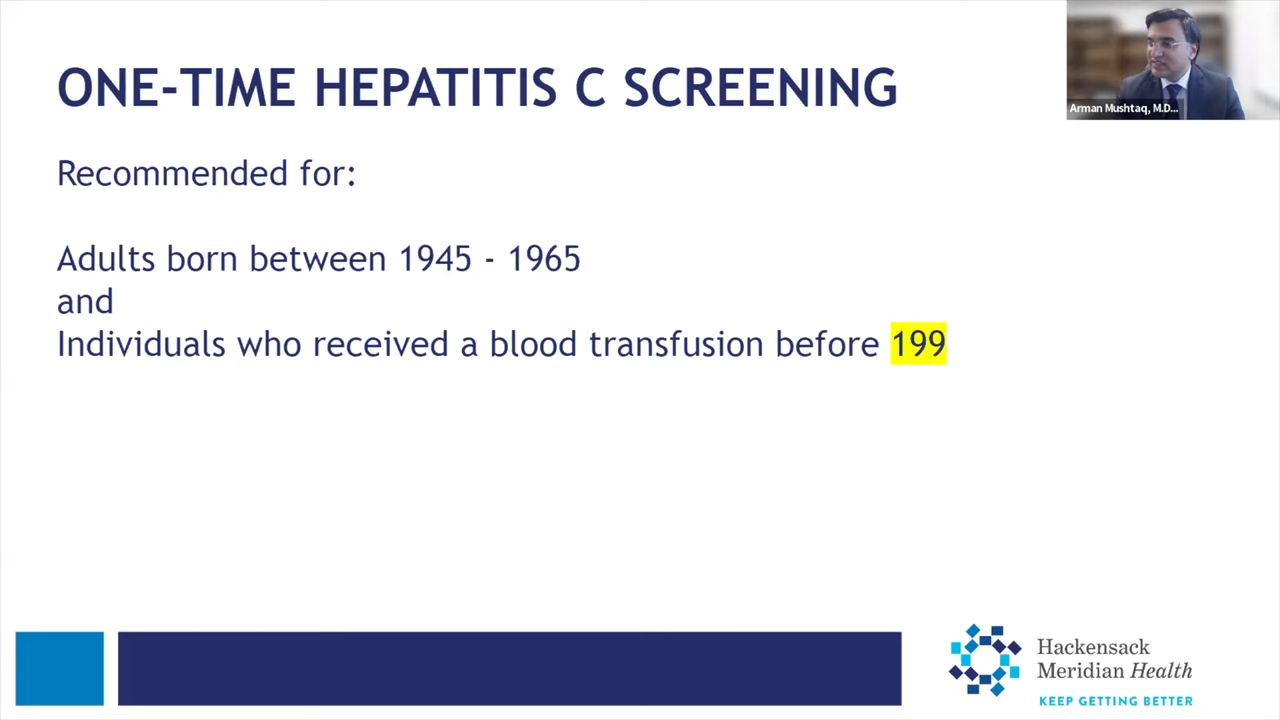 ONE-TIME HEPATITIS C SCREENING
Arman Mushtaq, M.D...
Recommended for:
Adults born between 1945 - 1965
and
Individuals who received a blood transfusion before 199
Hackensack
Meridian Health
KEEP GETTING BETTER